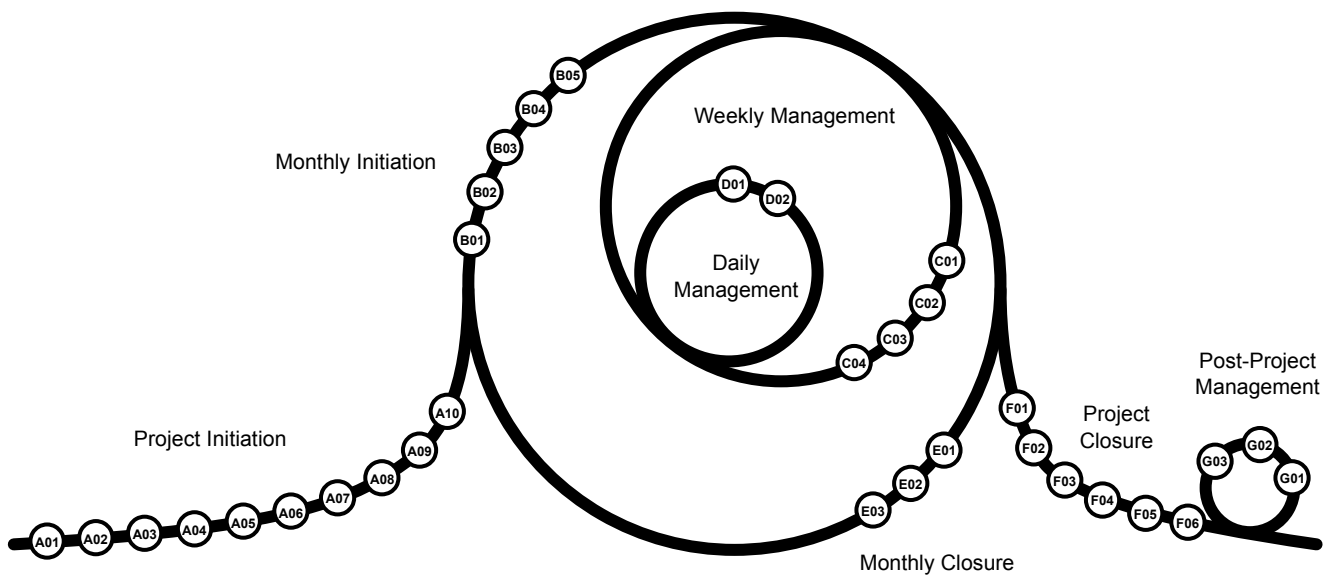 Project Initiation
A01
A02
A03
A04
A05
A06
A07
A08
A09
A10
Monthly Initiation
B01
B02
B03
B04
B05
Weekly Management
C01
C02
C03
C04
Daily
Management
D01
D02
Monthly Closure
E01
E02
E03
Project
Closure
F01
F02
F03
F04
F05
F06
Post-Project
Management
G01
G02
G03